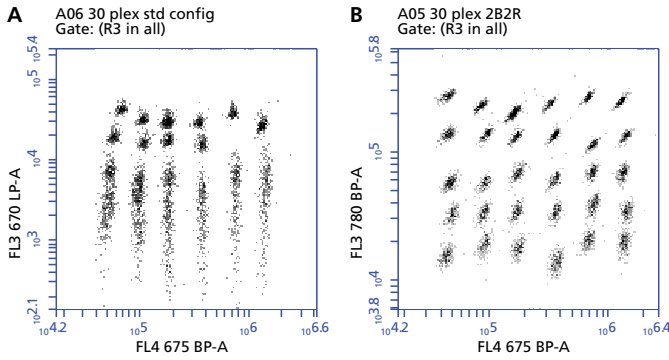 A
A06 30 plex std config
Gate: (R3 in all)
FL3 670 LP-A
10^5.4
10^5
10^4
10^3
10^2.1
10^4.2
10^5
10^6
10^6.6
FL4 675 BP-A
B
A05 30 plex 2B2R
Gate: (R3 in all)
FL3 780 BP-A
10^5.8
10^5
10^4
10^3.8
10^4.2
10^5
10^6
10^6.4
FL4 675 BP-A